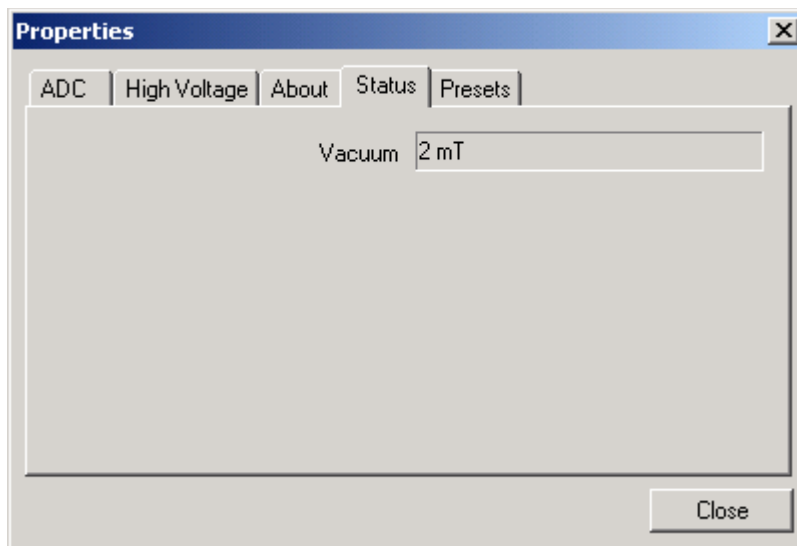 Properties
ADC High Voltage About Status Presets
Vacuum 2 mT
Close